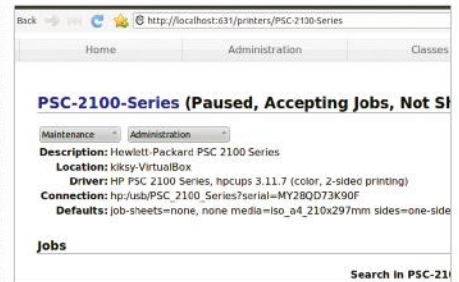 Back http://localhost:631/printers/PSC-2100-Series
Home Administration Classes
PSC-2100-Series (Paused, Accepting Jobs, Not Sh
Maintenance Administration
Description: Hewlett-Packard PSC 2100 Series
Location: kiksy-VirtualBox
Driver: HP PSC 2100 Series, hpcups 3.11.7 (color, 2-sided printing)
Connection: hp:/usb/PSC_2100_Series?serial=MY28QD73K90F
Defaults: job-sheets=none, none media=iso_a4_210x297mm sides=one-side
Jobs
Search in PSC-21